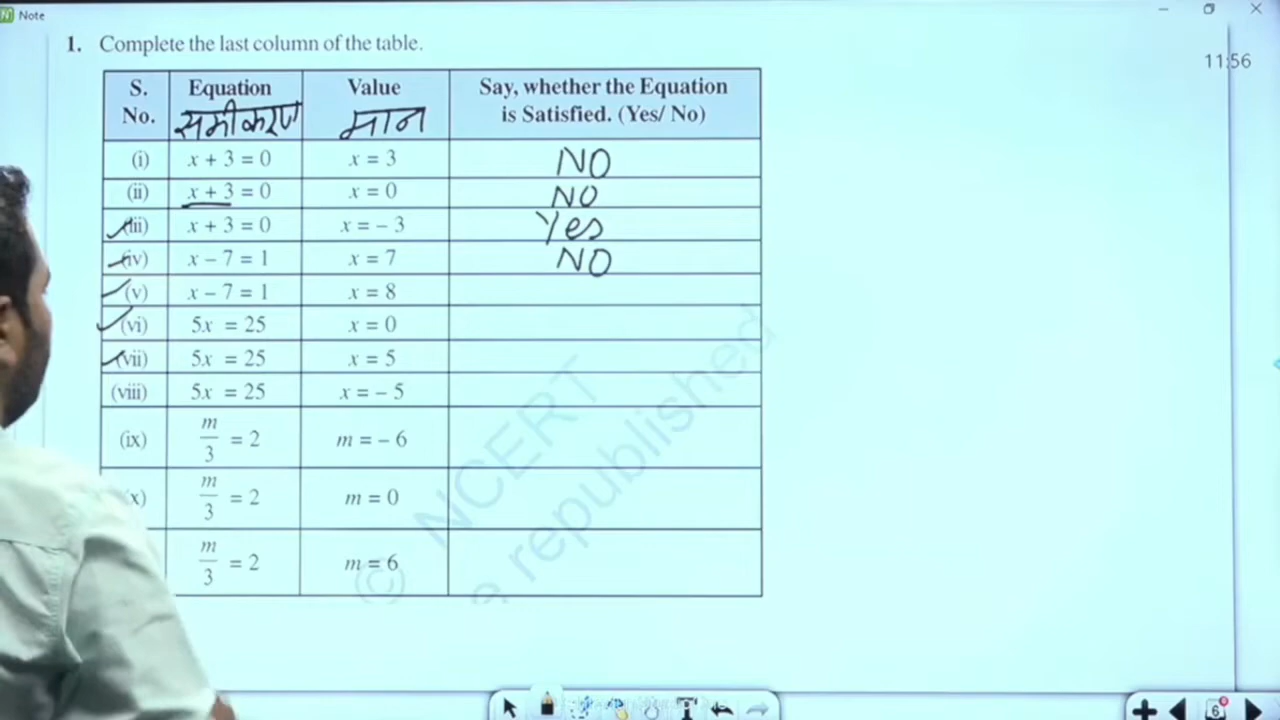 Note
1. Complete the last column of the table.
11:56
S. No. Equation समीकरण Value मान Say, whether the Equation is Satisfied. (Yes/ No)
(i) x + 3 = 0 x = 3 NO
(ii) x + 3 = 0 x = 0 NO
(iii) x + 3 = 0 x = – 3 Yes
(iv) x – 7 = 1 x = 7 NO
(v) x – 7 = 1 x = 8
(vi) 5x = 25 x = 0
(vii) 5x = 25 x = 5
(viii) 5x = 25 x = – 5
(ix) m/3 = 2 m = – 6
(x) m/3 = 2 m = 0
m/3 = 2 m = 6
© NCERT
republished
6